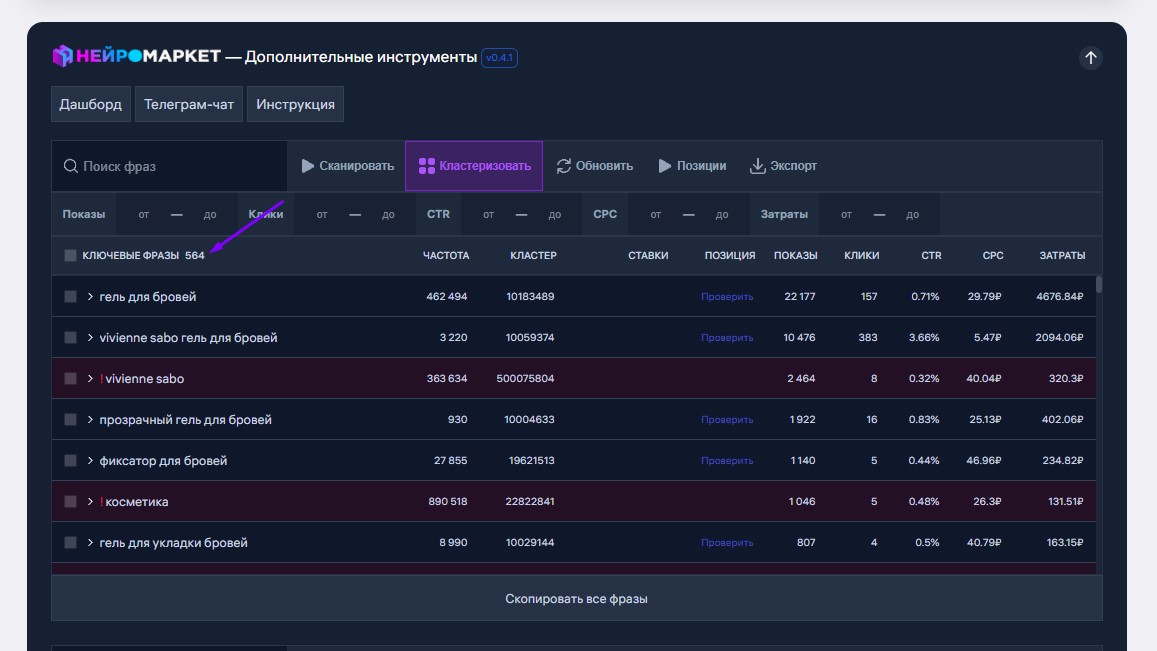 НЕЙРОМАРКЕТ — Дополнительные инструменты v0.4.1
Дашборд Телеграм-чат Инструкция
Поиск фраз Сканировать Кластеризовать Обновить Позиции Экспорт
Показы от — до Клики от — до CTR от — до CPC от — до Затраты от — до
КЛЮЧЕВЫЕ ФРАЗЫ 564 ЧАСТОТА КЛАСТЕР СТАВКИ ПОЗИЦИЯ ПОКАЗЫ КЛИКИ CTR CPC ЗАТРАТЫ
гель для бровей 462 494 10183489 Проверить 22 177 157 0.71% 29.79₽ 4676.84₽
vivienne sabo гель для бровей 3 220 10059374 Проверить 10 476 383 3.66% 5.47₽ 2094.06₽
! vivienne sabo 363 634 500075804 2 464 8 0.32% 40.04₽ 320.3₽
прозрачный гель для бровей 930 10004633 Проверить 1 922 16 0.83% 25.13₽ 402.06₽
фиксатор для бровей 27 855 19621513 Проверить 1 140 5 0.44% 46.96₽ 234.82₽
! косметика 890 518 22822841 1 046 5 0.48% 26.3₽ 131.51₽
гель для укладки бровей 8 990 10029144 Проверить 807 4 0.5% 40.79₽ 163.15₽
Скопировать все фразы